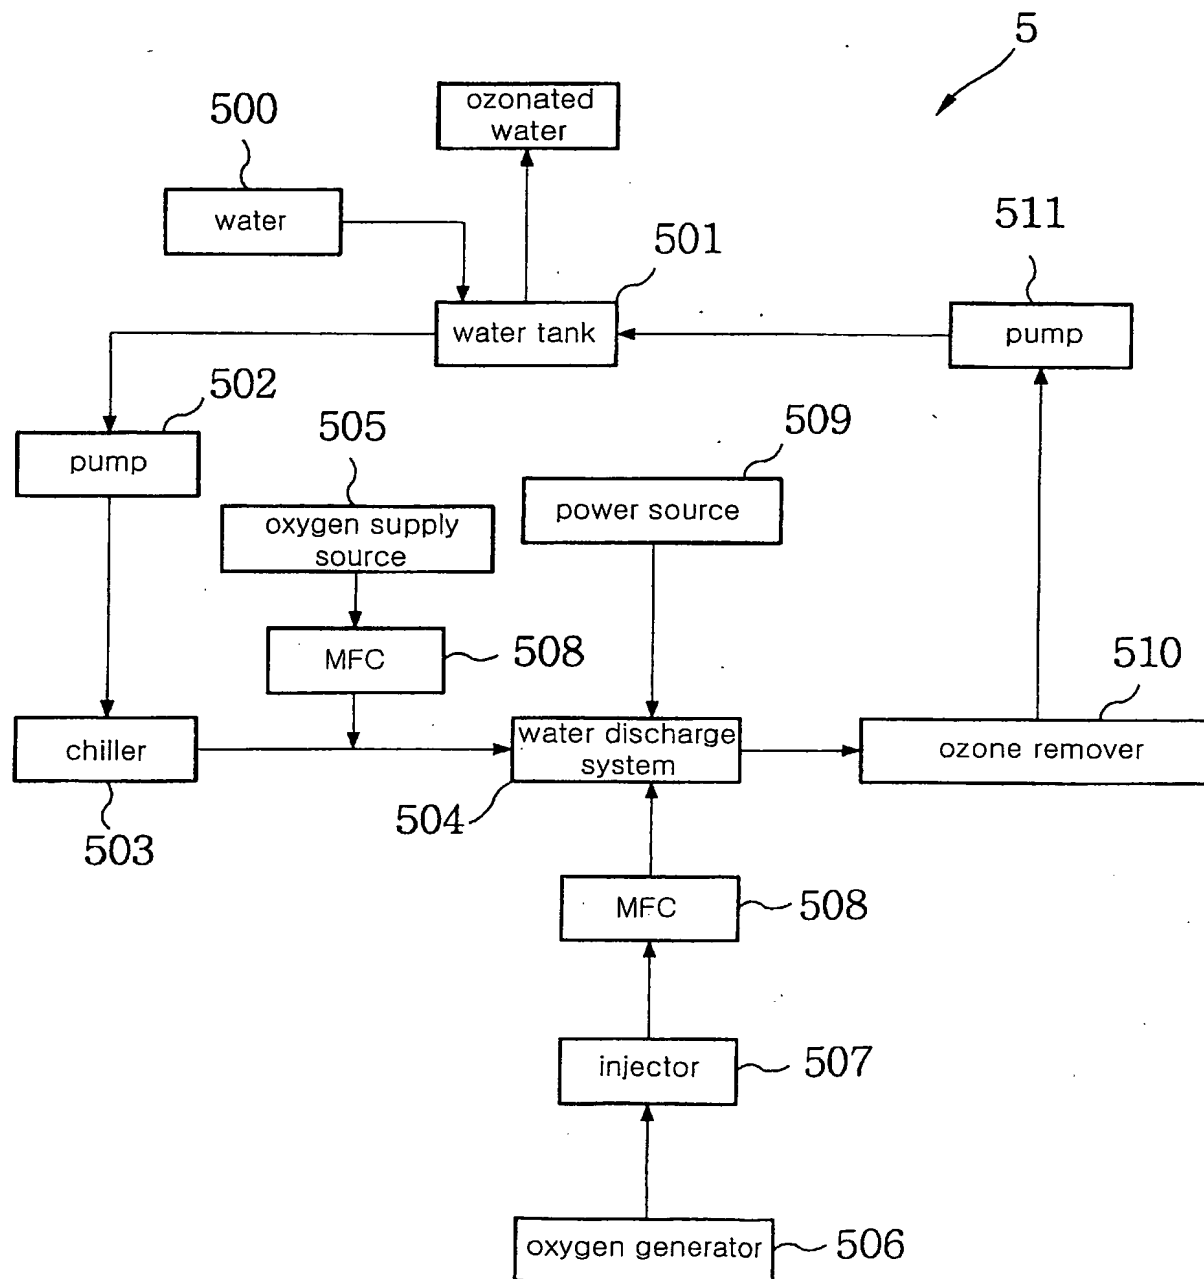 5
ozonated
water
500
water
511
501
water tank
pump
502
505
509
pump
power source
oxygen supply
source
MFC
508
510
chiller
water discharge
system
ozone remover
504
503
MFC
508
injector
507
oxygen generator
506